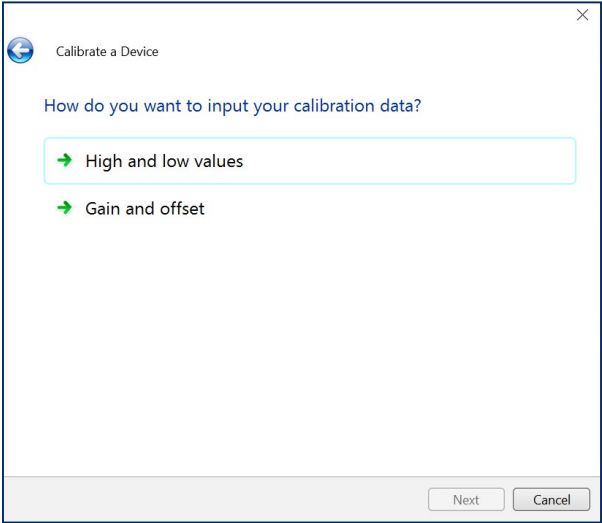 Calibrate a Device
How do you want to input your calibration data?
High and low values
Gain and offset
Next
Cancel